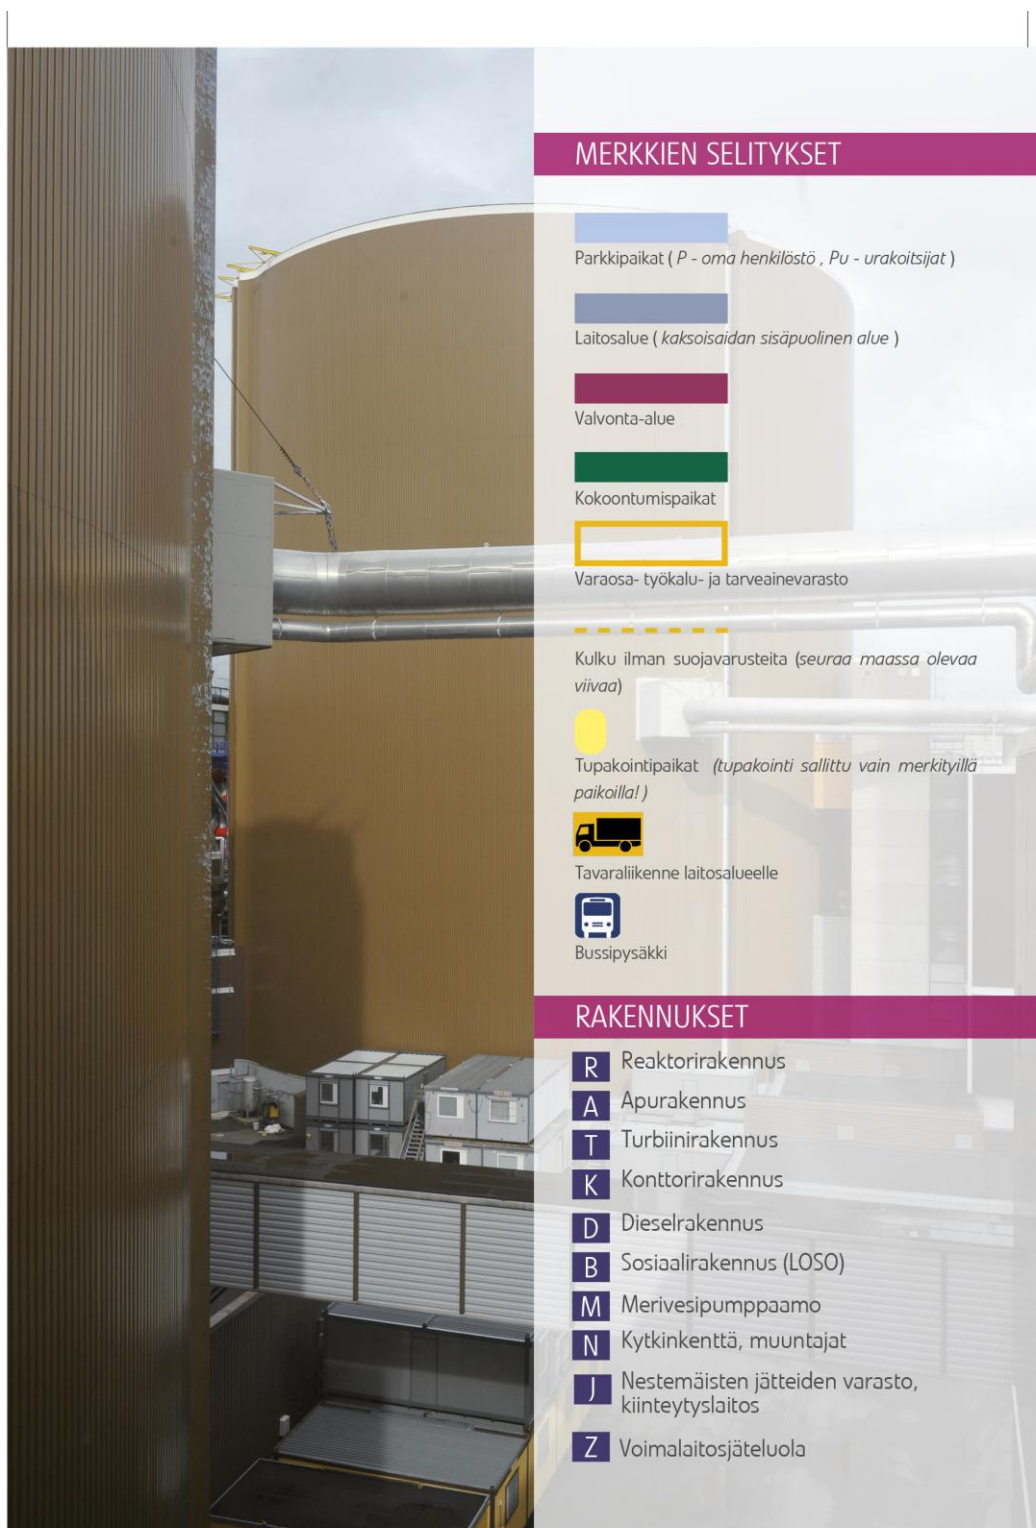 MERKKIEN SELITYKSET
Parkkipaikat ( P - oma henkilöstö , Pu - urakoitsijat )
Laitosalue ( kaksoisaidan sisäpuolinen alue )
Valvonta-alue
Kokoontumispaikat
Varaosa- työkalu- ja tarveainevarasto
Kulku ilman suojavarusteita (seuraa maassa olevaa
viivaa)
Tupakointipaikat (tupakointi sallittu vain merkityillä
paikoilla! )
Tavaraliikenne laitosalueelle
Bussipysäkki
RAKENNUKSET
R Reaktorirakennus
A Apurakennus
T Turbiinirakennus
K Konttorirakennus
D Dieselrakennus
B Sosiaalirakennus (LOSO)
M Merivesipumppaamo
N Kytkinkenttä, muuntajat
J Nestemäisten jätteiden varasto,
kiinteytyslaitos
Z Voimalaitosjäteluola